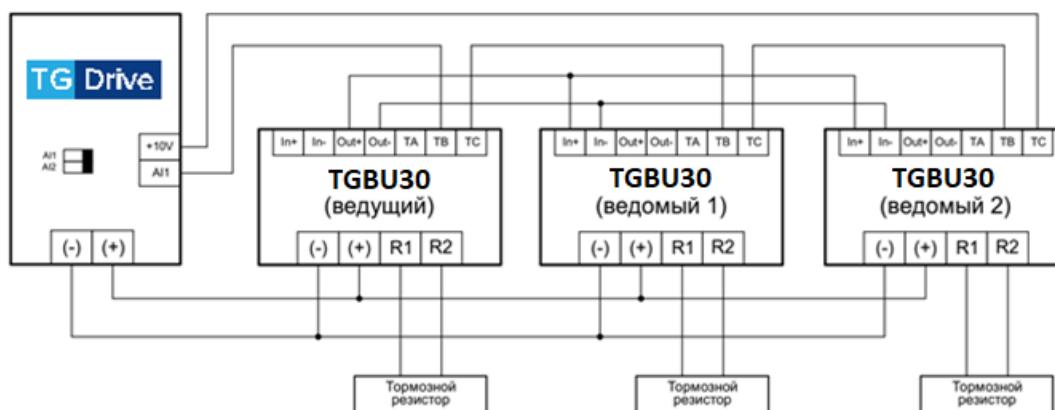 TG Drive
+10V
AI1
AI2
AI1
(-) (+)
In+ In- Out+ Out- TA TB TC
TGBU30
(ведущий)
(-) (+) R1 R2
In+ In- Out+ Out- TA TB TC
TGBU30
(ведомый 1)
(-) (+) R1 R2
In+ In- Out+ Out- TA TB TC
TGBU30
(ведомый 2)
(-) (+) R1 R2
Тормозной
резистор
Тормозной
резистор
Тормозной
резистор